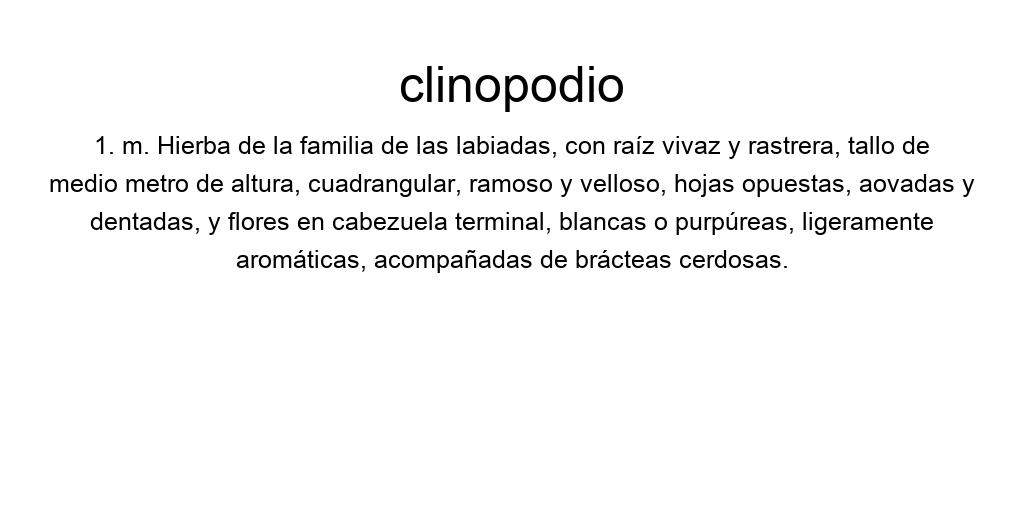 clinopodio
1. m. Hierba de la familia de las labiadas, con raíz vivaz y rastrera, tallo de
medio metro de altura, cuadrangular, ramoso y velloso, hojas opuestas, aovadas y
dentadas, y flores en cabezuela terminal, blancas o purpúreas, ligeramente
aromáticas, acompañadas de brácteas cerdosas.